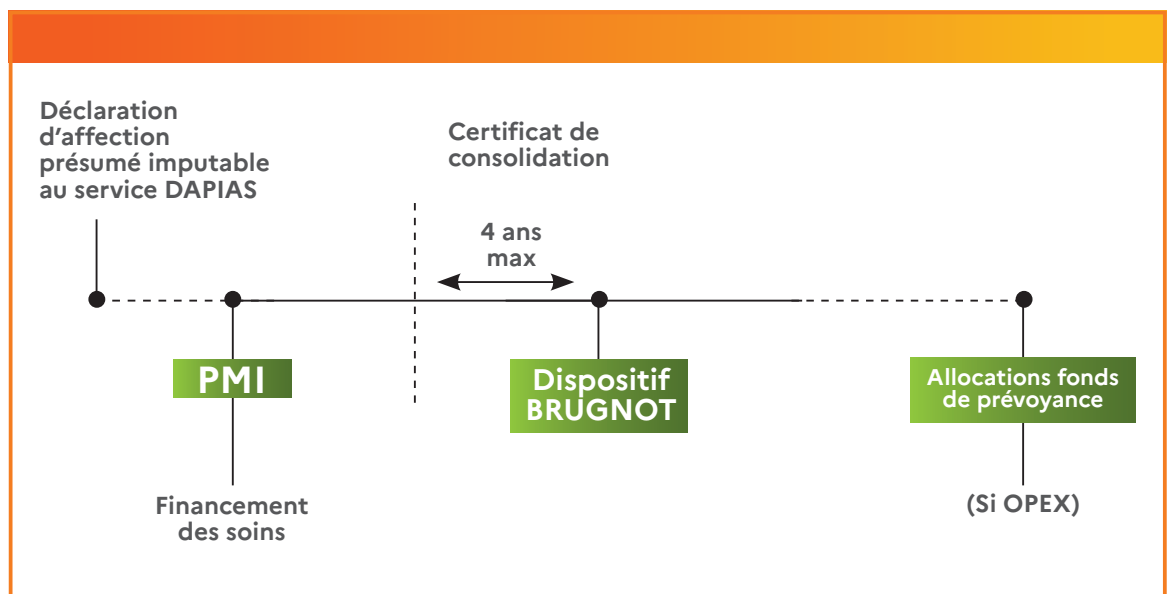 Déclaration
d'affection
présumé imputable
au service DAPIAS
Certificat de
consolidation
4 ans
max
PMI
Dispositif
BRUGNOT
Allocations fonds
de prévoyance
Financement
des soins
(Si OPEX)